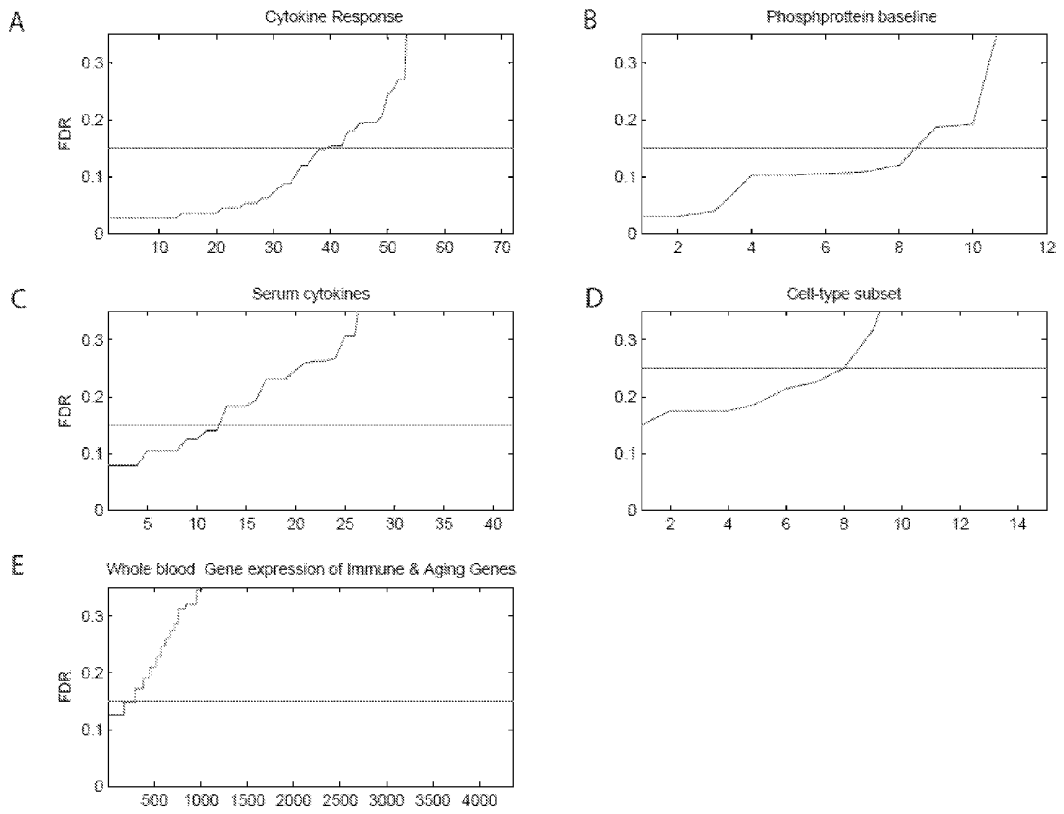 A
Cytokine Response
FDR
0.3
0.2
0.1
0
10 20 30 40 50 60 70
B
Phosphprottein baseline
0.3
0.2
0.1
0
2 4 6 8 10 12
C
Serum cytokines
FDR
0.3
0.2
0.1
0
5 10 15 20 25 30 35 40
D
Cell-type subset
0.3
0.2
0.1
0
2 4 6 8 10 12 14
E
Whole blood Gene expression of Immune & Aging Genes
FDR
0.3
0.2
0.1
0
500 1000 1500 2000 2500 3000 3500 4000